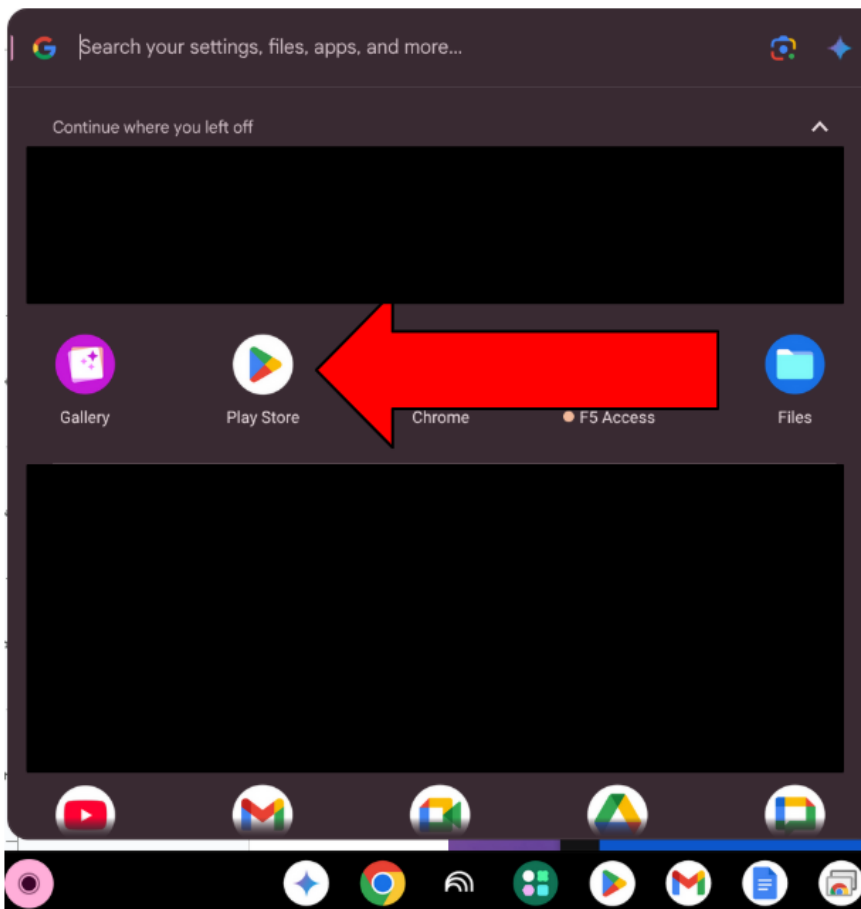 Search your settings, files, apps, and more...
Continue where you left off
Gallery
Play Store
Chrome
F5 Access
Files